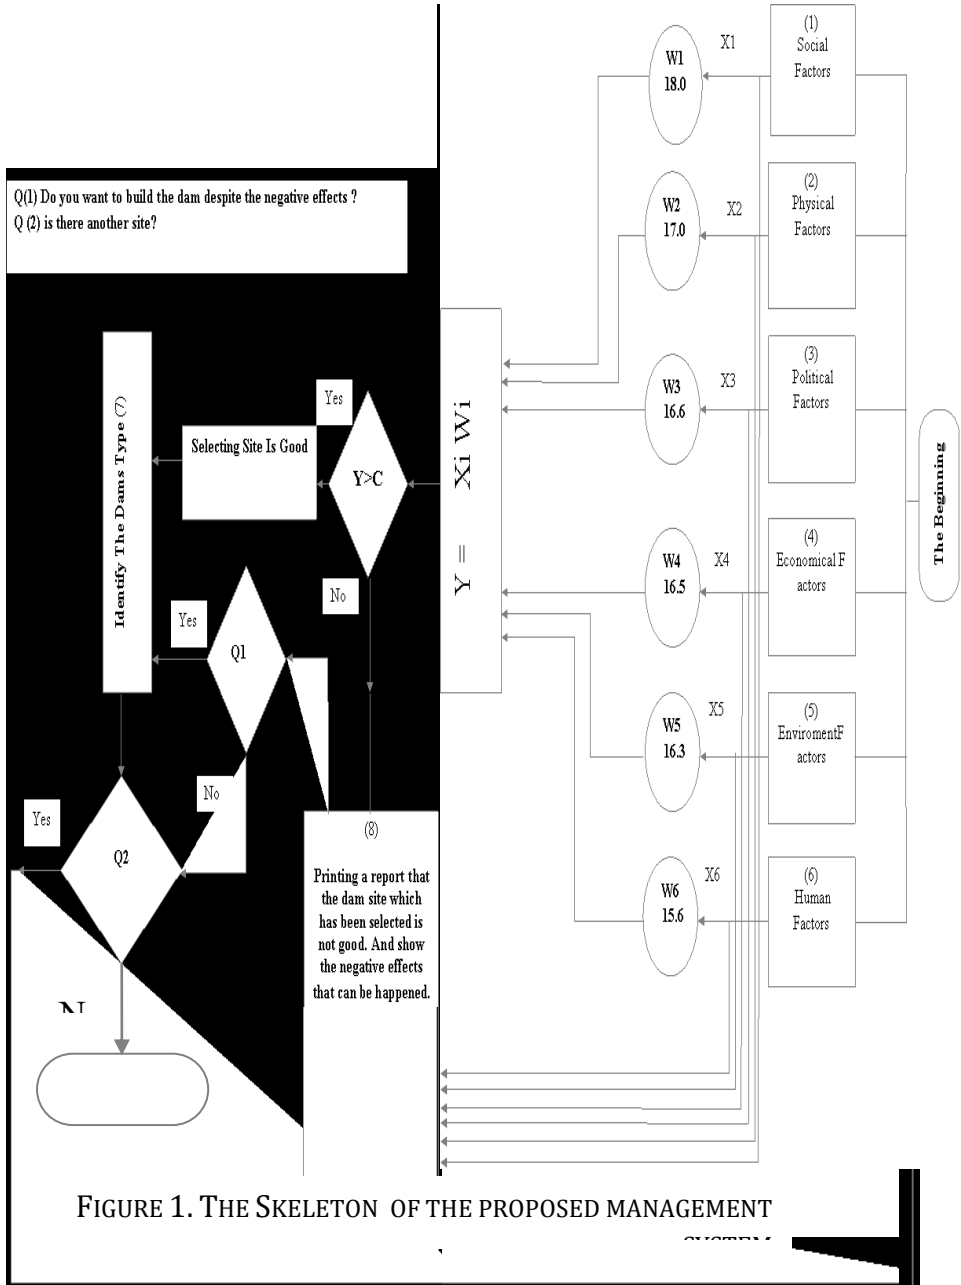 Q(1) Do you want to build the dam despite the negative effects ?
Q (2) is there another site?
Identify The Dams Type (7)
Yes
Selecting Site Is Good
Y>C
No
Yes
Q1
No
Yes
Q2
(8)
Printing a report that
the dam site which
has been selected is
not good. And show
the negative effects
that can be happened.
Y = Xi Wi
W1
18.0
X1
(1)
Social
Factors
W2
17.0
X2
(2)
Physical
Factors
W3
16.6
X3
(3)
Political
Factors
W4
16.5
X4
(4)
Economical F
actors
W5
16.3
X5
(5)
EnviromentF
actors
W6
15.6
X6
(6)
Human
Factors
The Beginning
FIGURE 1. THE SKELETON OF THE PROPOSED MANAGEMENT